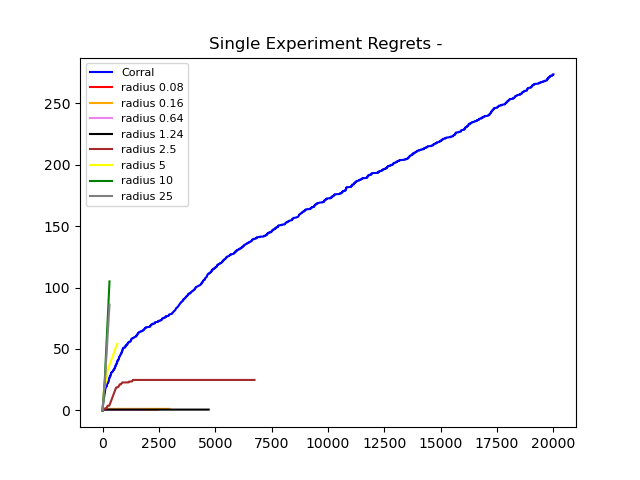 Single Experiment Regrets -
Corral
radius 0.08
radius 0.16
radius 0.64
radius 1.24
radius 2.5
radius 5
radius 10
radius 25
250
200
150
100
50
0
0 2500 5000 7500 10000 12500 15000 17500 20000